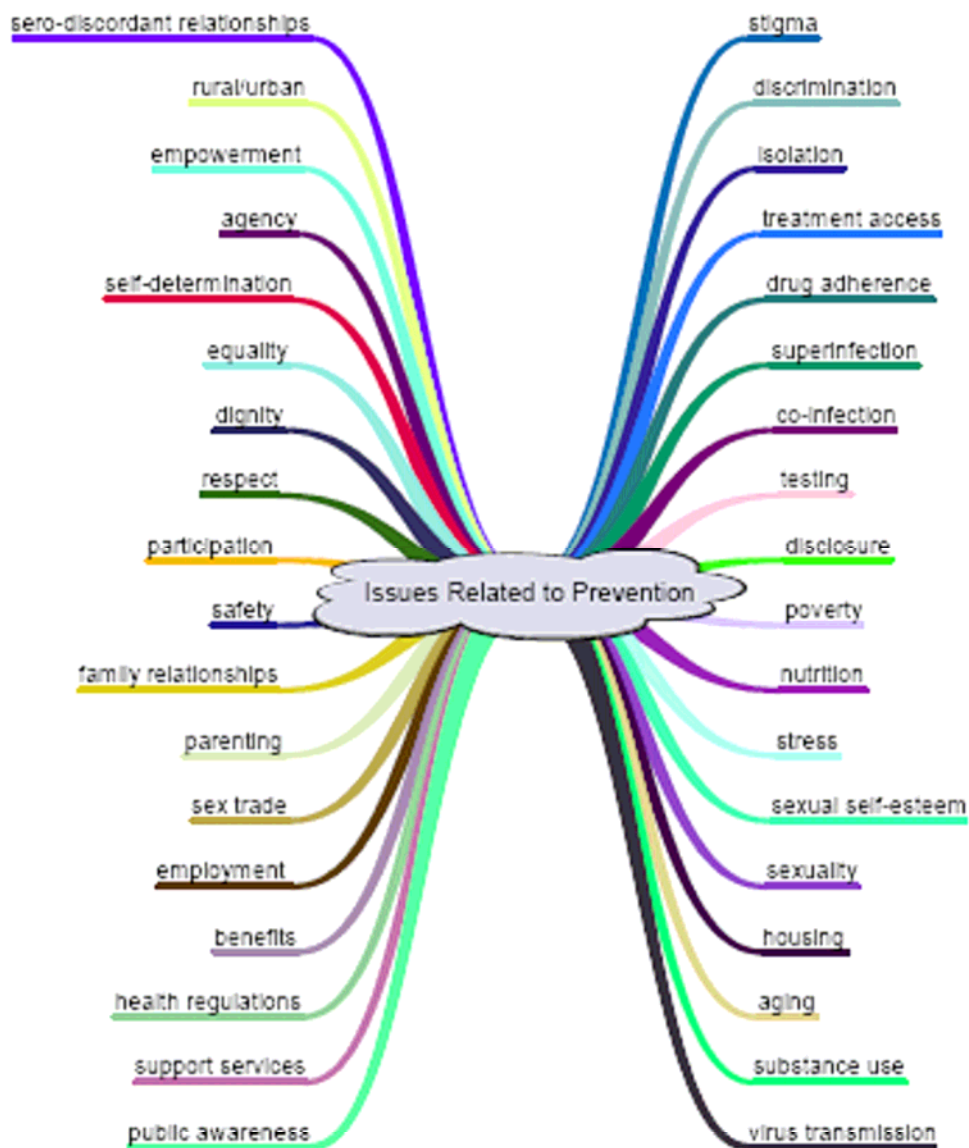 sero-discordant relationships
rural/urban
empowerment
agency
self-determination
equality
dignity
respect
participation
safety
family relationships
parenting
sex trade
employment
benefits
health regulations
support services
public awareness
Issues Related to Prevention
stigma
discrimination
isolation
treatment access
drug adherence
superinfection
co-infection
testing
disclosure
poverty
nutrition
stress
sexual self-esteem
sexuality
housing
aging
substance use
virus transmission